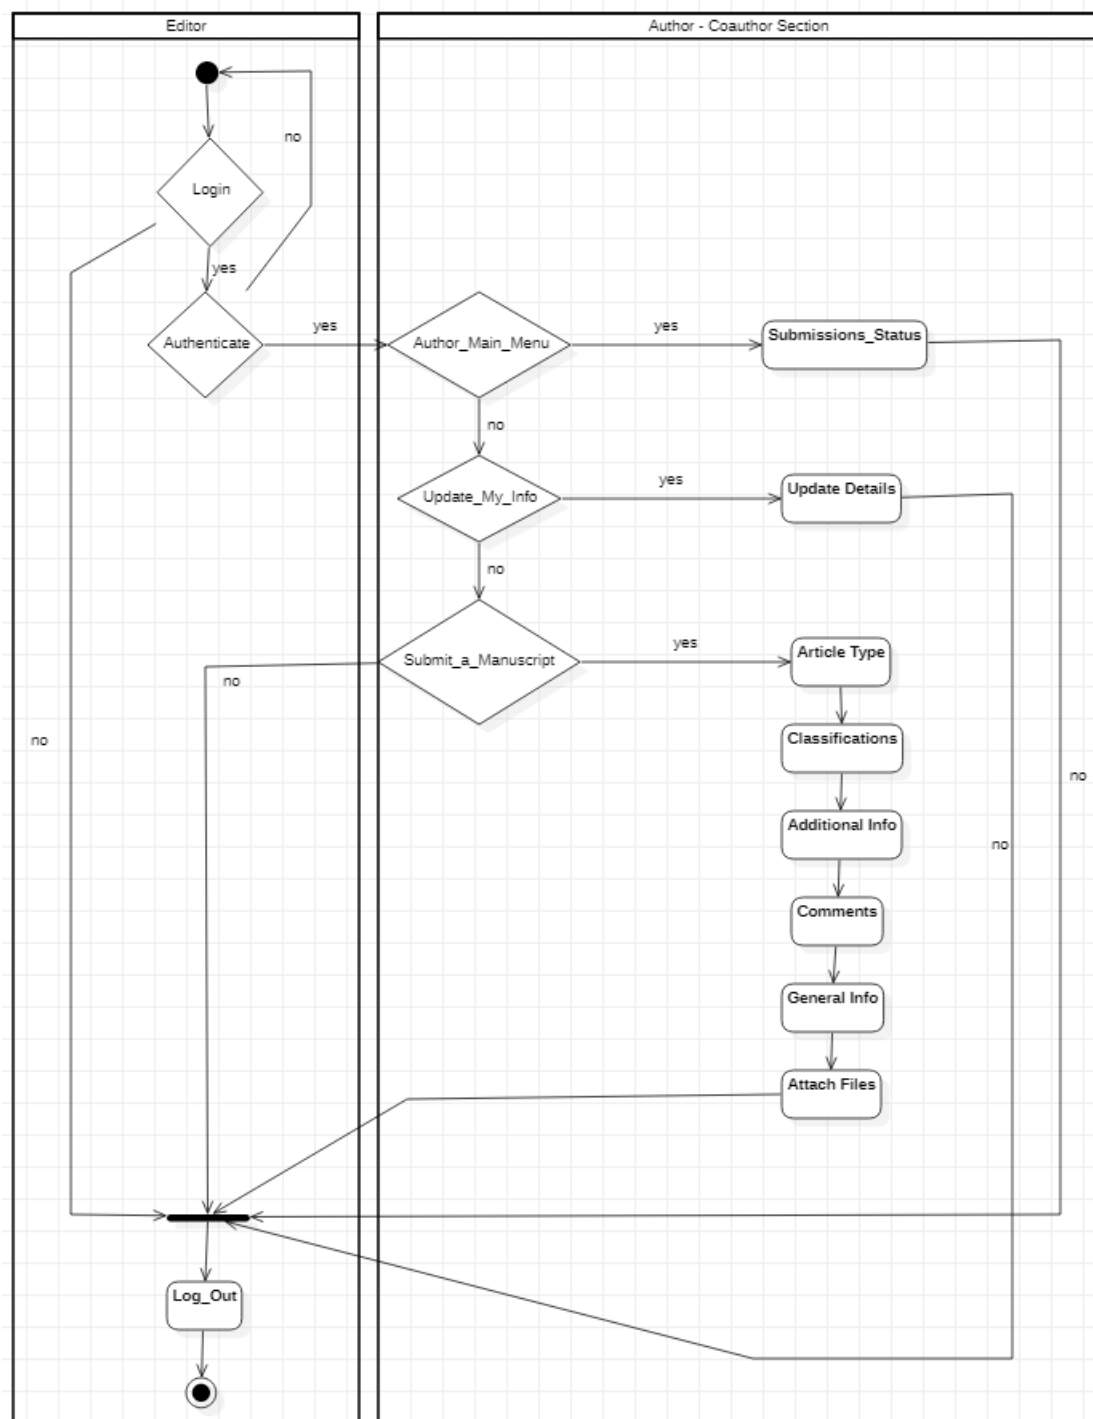 Editor
Author - Coauthor Section
no
Login
yes
Authenticate
yes
Author_Main_Menu
yes
Submissions_Status
no
Update_My_Info
yes
Update Details
no
Submit_a_Manuscript
yes
Article Type
no
Classifications
no
no
Additional Info
no
Comments
General Info
Attach Files
Log_Out